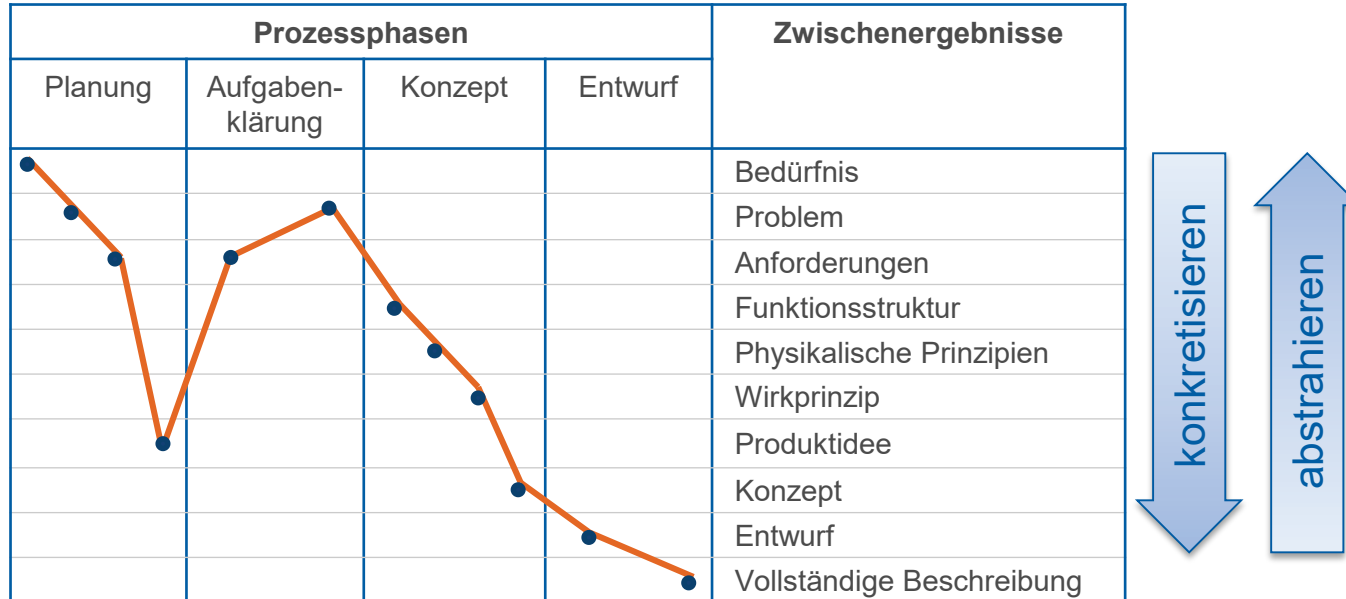 Prozessphasen
Zwischenergebnisse
Planung
Aufgaben-
klärung
Konzept
Entwurf
Bedürfnis
Problem
Anforderungen
Funktionsstruktur
Physikalische Prinzipien
Wirkprinzip
Produktidee
Konzept
Entwurf
Vollständige Beschreibung
konkretisieren
abstrahieren